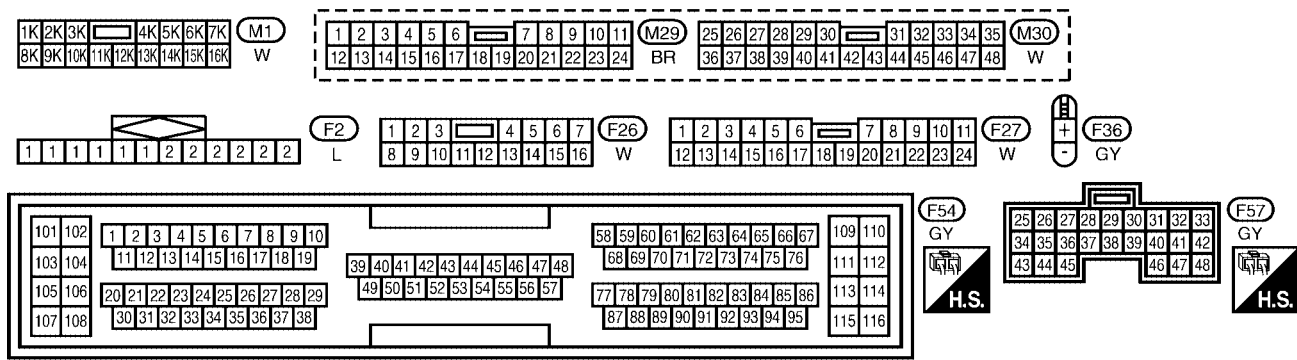 1K 2K 3K 4K 5K 6K 7K
8K 9K 10K 11K 12K 13K 14K 15K 16K
M1
W
1 2 3 4 5 6 7 8 9 10 11
12 13 14 15 16 17 18 19 20 21 22 23 24
M29
BR
25 26 27 28 29 30 31 32 33 34 35
36 37 38 39 40 41 42 43 44 45 46 47 48
M30
W
1 1 1 1 1 1 2 2 2 2 2 2
F2
L
1 2 3 4 5 6 7
8 9 10 11 12 13 14 15 16
F26
W
1 2 3 4 5 6 7 8 9 10 11
12 13 14 15 16 17 18 19 20 21 22 23 24
F27
W
+
-
F36
GY
101 102
103 104
105 106
107 108
1 2 3 4 5 6 7 8 9 10
11 12 13 14 15 16 17 18 19
20 21 22 23 24 25 26 27 28 29
30 31 32 33 34 35 36 37 38
39 40 41 42 43 44 45 46 47 48
49 50 51 52 53 54 55 56 57
58 59 60 61 62 63 64 65 66 67
68 69 70 71 72 73 74 75 76
77 78 79 80 81 82 83 84 85 86
87 88 89 90 91 92 93 94 95
109 110
111 112
113 114
115 116
F54
GY
H.S.
25 26 27 28 29 30 31 32 33
34 35 36 37 38 39 40 41 42
43 44 45 46 47 48
F57
GY
H.S.